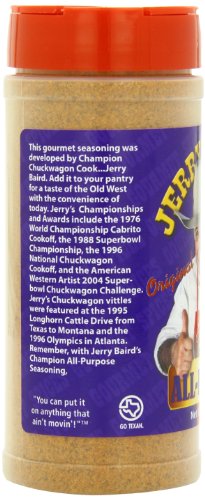 This gourmet seasoning was
developed by Champion
Chuckwagon Cook...Jerry
Baird. Add it to your pantry
for a taste of the Old West
with the convenience of
today. Jerry's Championships
and Awards include the 1976
World Championship Cabrito
Cookoff, the 1988 Superbowl
Championship, the 1996
National Chuckwagon
Cookoff, and the American
Western Artist 2004 Super-
bowl Chuckwagon Challenge.
Jerry's Chuckwagon vittles
were featured at the 1995
Longhorn Cattle Drive from
Texas to Montana and the
1996 Olympics in Atlanta.
Remember, with Jerry Baird's
Champion All-Purpose
Seasoning,
"You can put it
on anything that
ain't movin'!"™
GO TEXAN.
JERRY
Original
ALL-